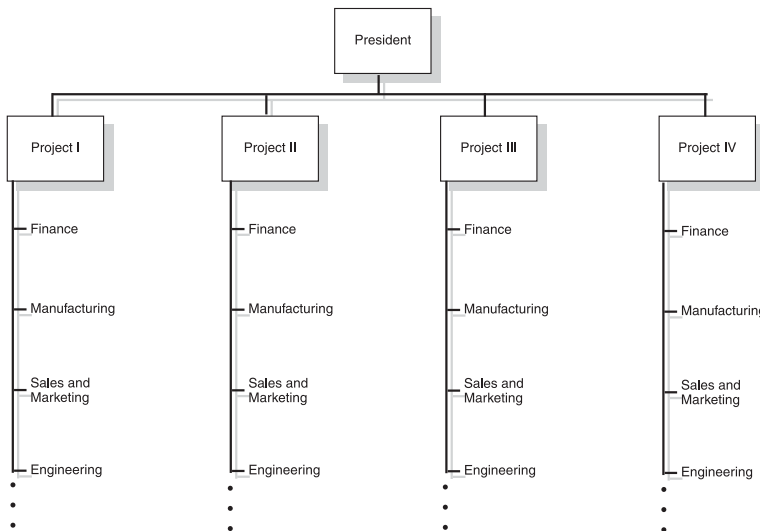 President
Project I
Project II
Project III
Project IV
Finance
Finance
Finance
Finance
Manufacturing
Manufacturing
Manufacturing
Manufacturing
Sales and
Marketing
Sales and
Marketing
Sales and
Marketing
Sales and
Marketing
Engineering
Engineering
Engineering
Engineering